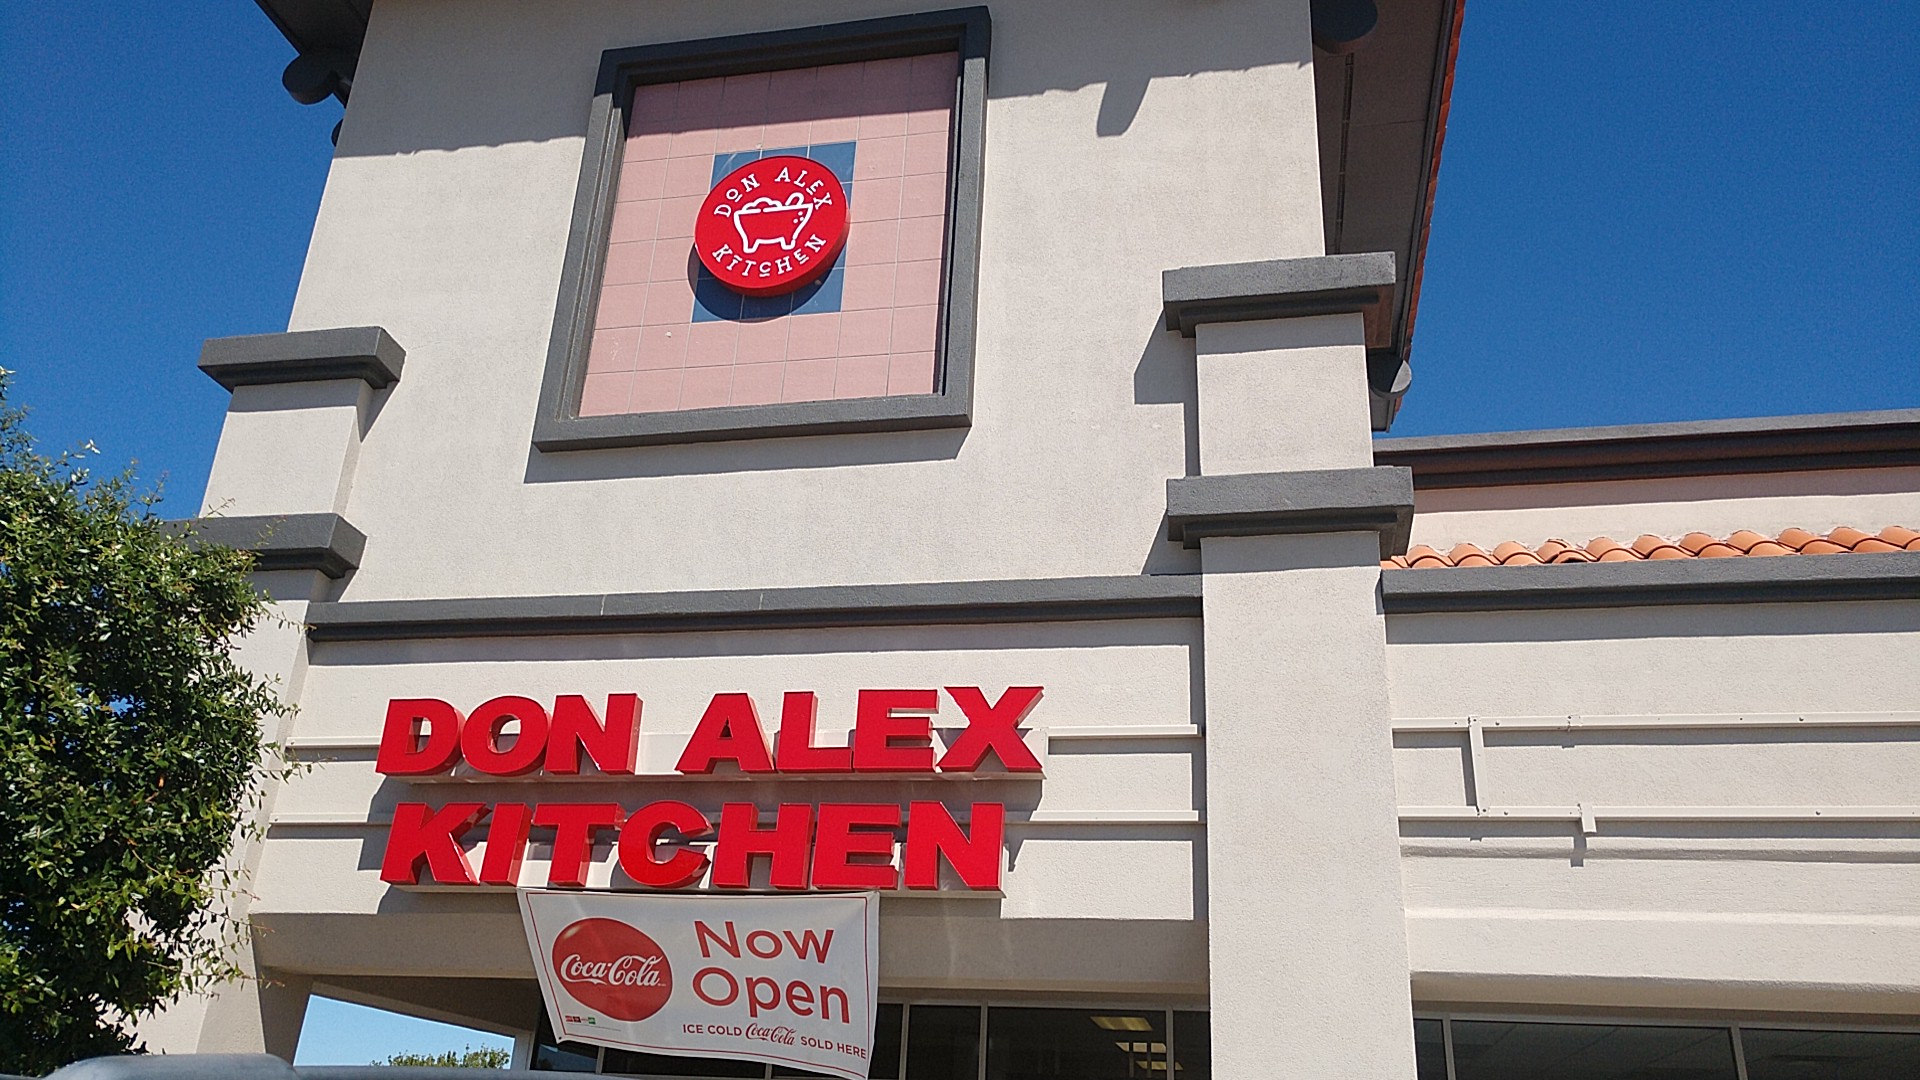 DON ALEX
KITCHEN
DON ALEX
KITCHEN
Coca-Cola
Now
Open
ICE COLD Coca-Cola SOLD HERE